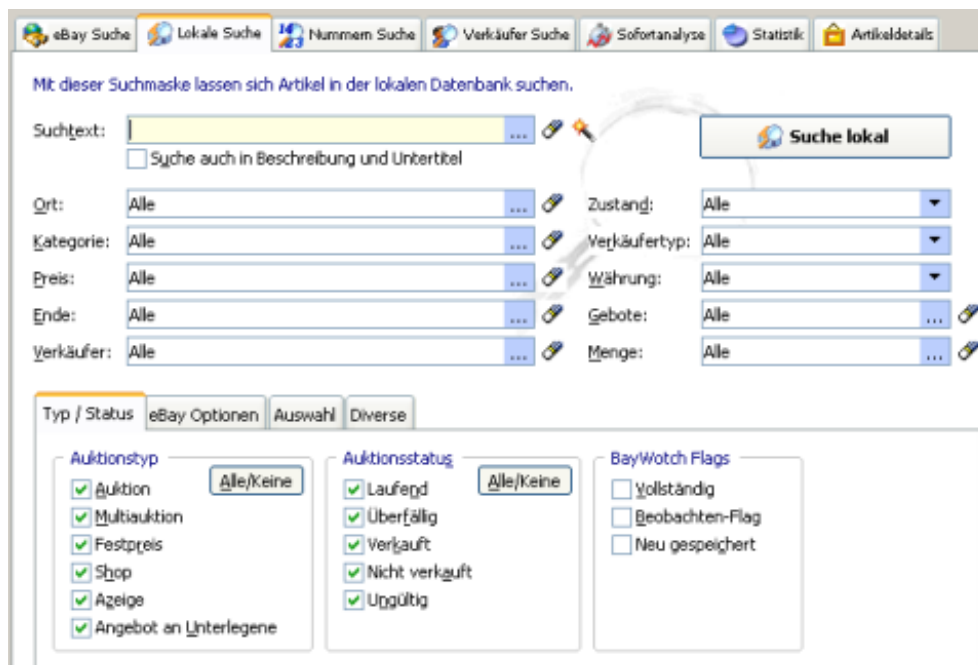 eBay Suche Lokale Suche Nummern Suche Verkäufer Suche Sofortanalyse Statistik Artikeldetails
Mit dieser Suchmaske lassen sich Artikel in der lokalen Datenbank suchen.
Suchtext: ... Suche lokal
Suche auch in Beschreibung und Untertitel
Ort: Alle ... Zustand: Alle
Kategorie: Alle ... Verkäufertyp: Alle
Preis: Alle ... Währung: Alle
Ende: Alle ... Gebote: Alle ...
Verkäufer: Alle ... Menge: Alle ...
Typ / Status eBay Optionen Auswahl Diverse
Auktionstyp Auktionsstatus BayWotch Flags
Auktion Alle/Keine Laufend Alle/Keine Vollständig
Multiauktion Überfällig Beobachten-Flag
Festpreis Verkauft Neu gespeichert
Shop Nicht verkauft
Azeige Ungültig
Angebot an Unterlegene